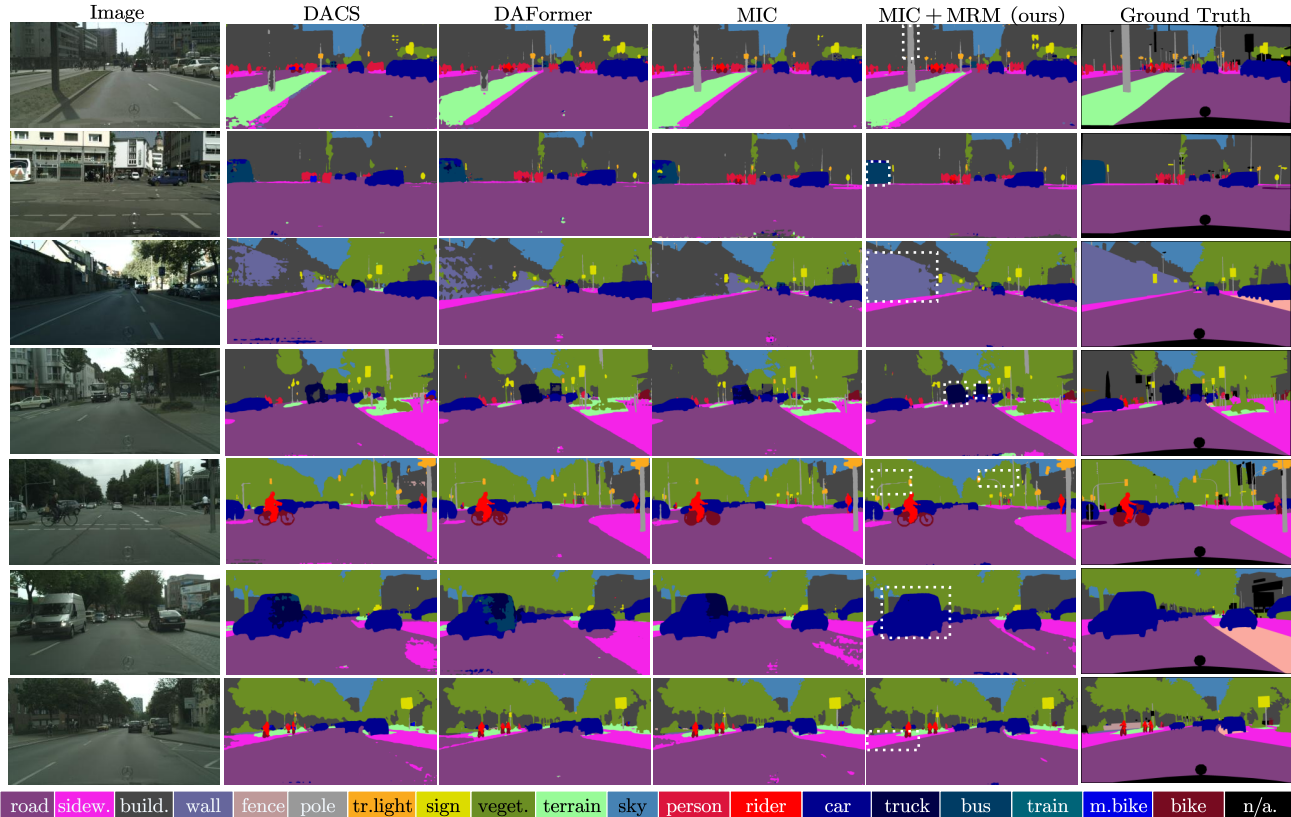 Image DACS DAFormer MIC MIC + MRM (ours) Ground Truth
road sidew. build. wall fence pole tr.light sign veget. terrain sky person rider car truck bus train m.bike bike n/a.